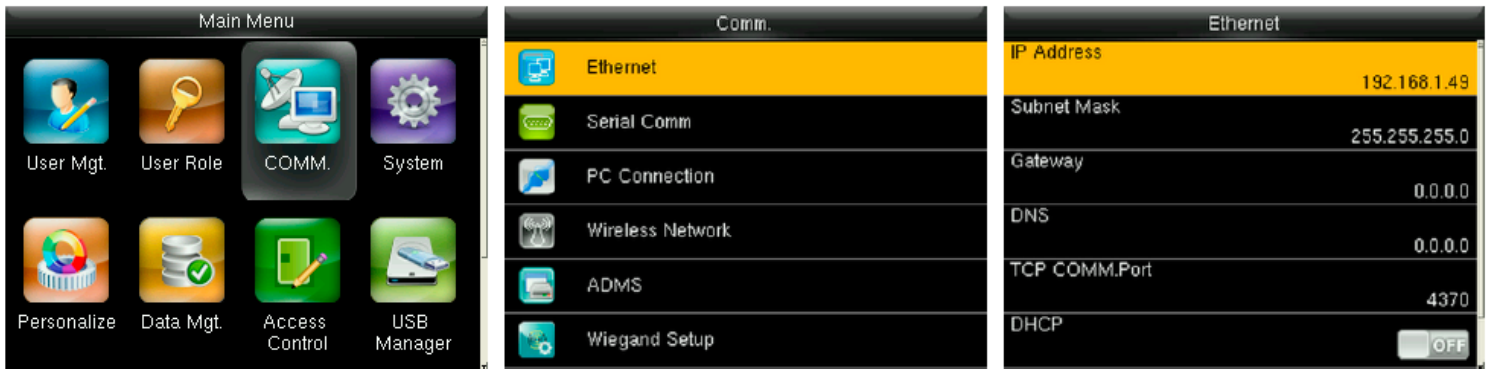 Main Menu
User Mgt.
User Role
COMM.
System
Personalize
Data Mgt.
Access
Control
USB
Manager
Comm.
Ethernet
Serial Comm
PC Connection
Wireless Network
ADMS
Wiegand Setup
Ethernet
IP Address
192.168.1.49
Subnet Mask
255.255.255.0
Gateway
0.0.0.0
DNS
0.0.0.0
TCP COMM.Port
4370
DHCP
OFF